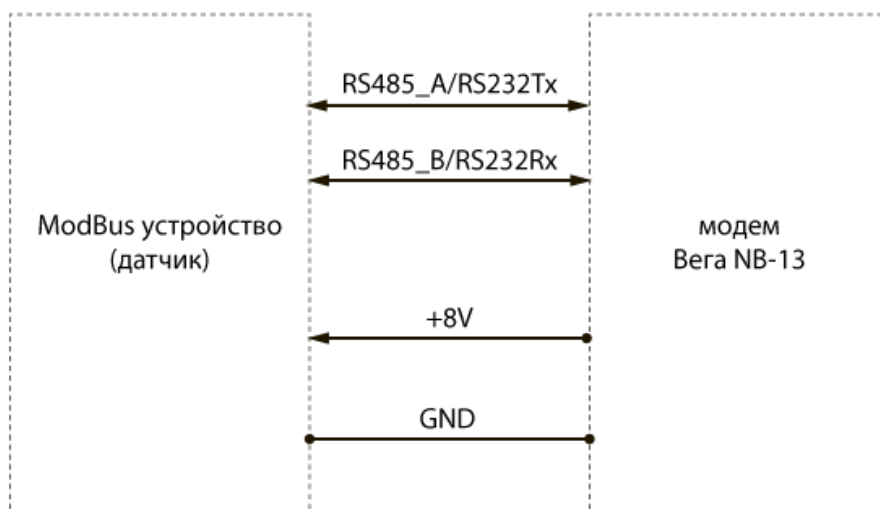 RS485_A/RS232Tx
RS485_B/RS232Rx
ModBus устройство
(датчик)
модем
Вега NB-13
+8V
GND